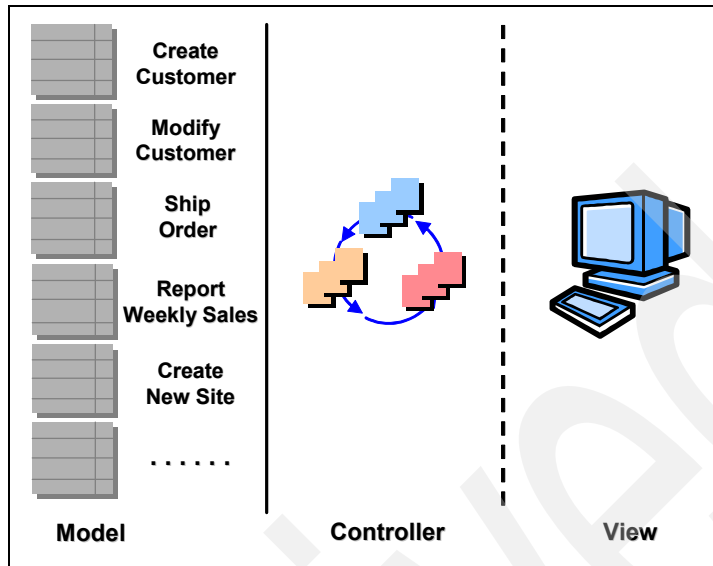 Create
Customer
Modify
Customer
Ship
Order
Report
Weekly Sales
Create
New Site
. . . . . .
Model
Controller
View